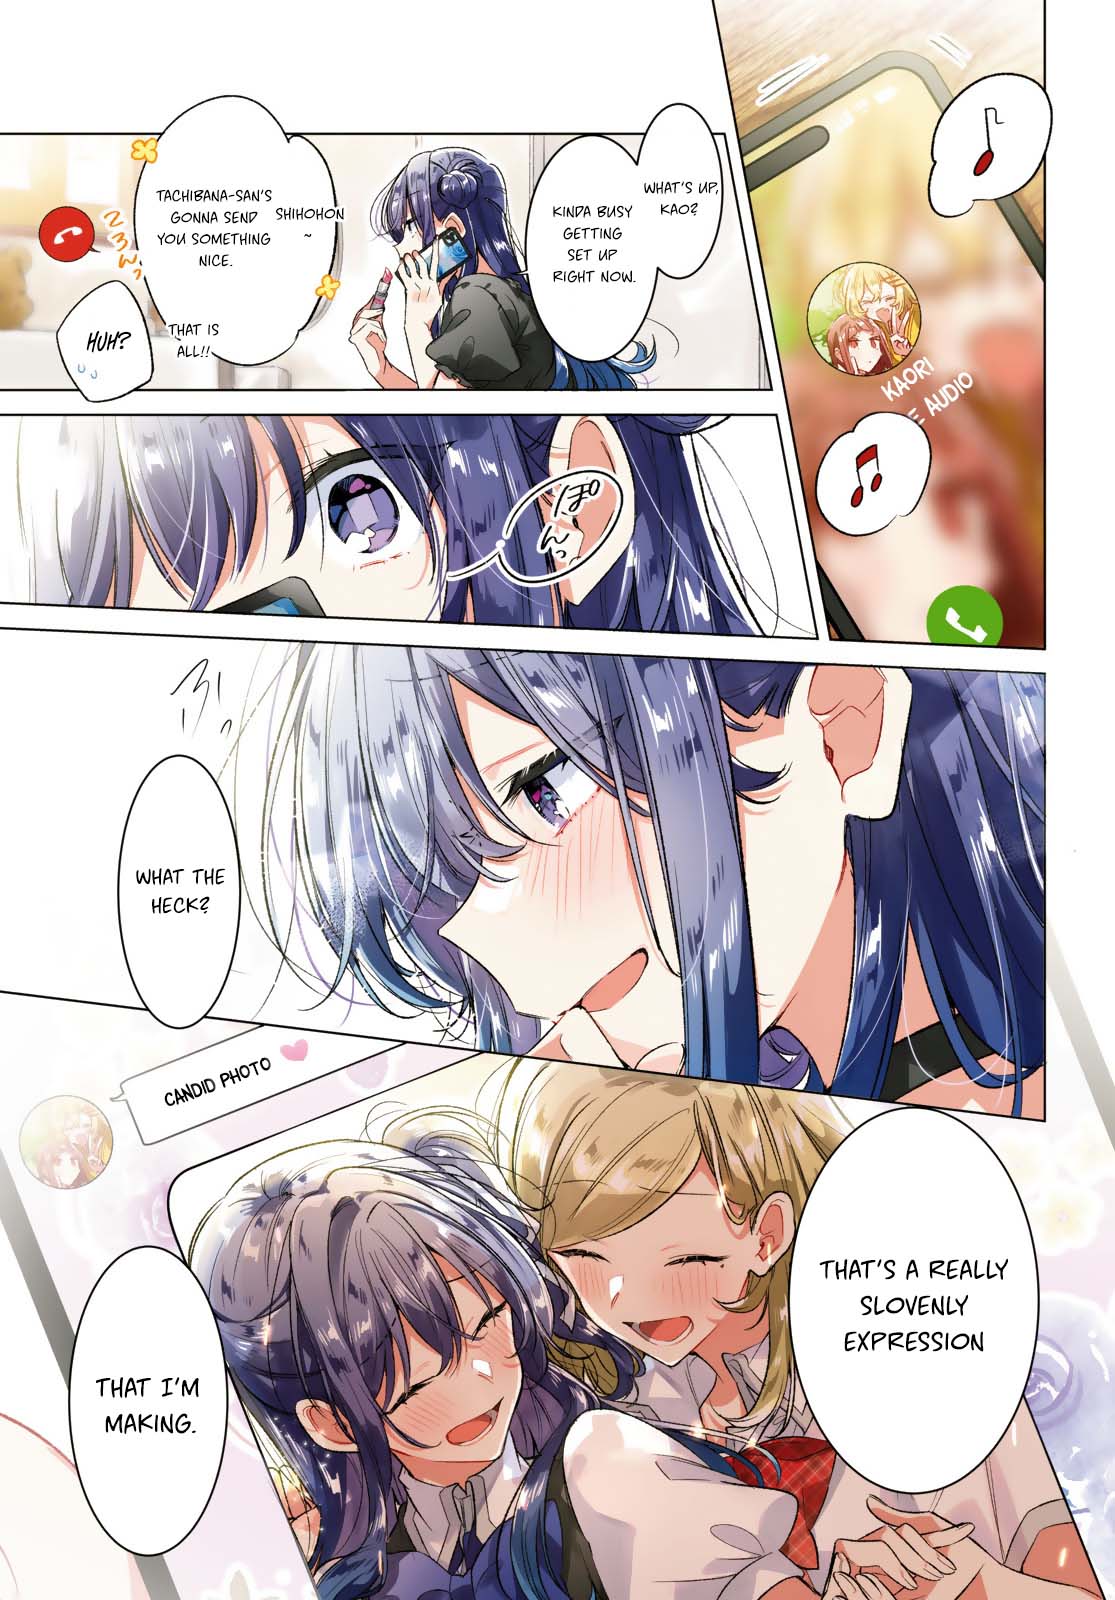 KAORI
E AUDIO
WHAT'S UP,
KAO?
KINDA BUSY
GETTING
SET UP
RIGHT NOW.
SHIHOHON
~
TACHIBANA-SAN'S
GONNA SEND
YOU SOMETHING
NICE.
THAT IS
ALL!!
HUH?
ぽんっ
WHAT THE
HECK?
CANDID PHOTO
THAT'S A REALLY
SLOVENLY
EXPRESSION
THAT I'M
MAKING.